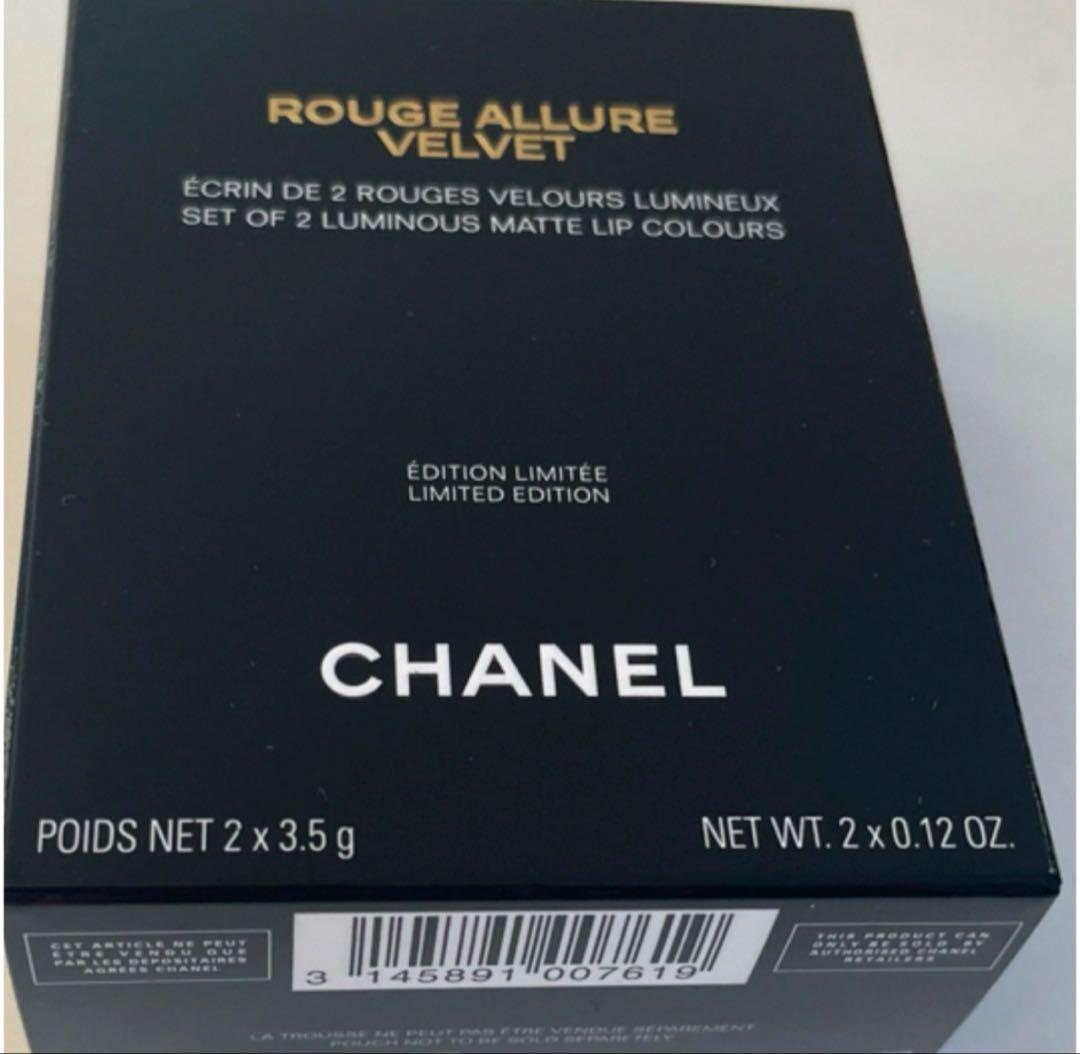 ROUGE ALLURE
VELVET
ÉCRIN DE 2 ROUGES VELOURS LUMINEUX
SET OF 2 LUMINOUS MATTE LIP COLOURS
ÉDITION LIMITÉE
LIMITED EDITION
CHANEL
POIDS NET 2 x 3.5 g
NET WT. 2 x 0.12 OZ.
CET ARTICLE NE PEUT
ÊTRE VENDU QUE
PAR LES DÉPOSITAIRES
AGRÉÉS CHANEL
3 145891 007619
THIS PRODUCT CAN
ONLY BE SOLD BY
AUTHORISED CHANEL
RETAILERS
LA TROUSSE NE PEUT PAS ÊTRE VENDUE SÉPARÉMENT
POUCH NOT TO BE SOLD SEPARETELY